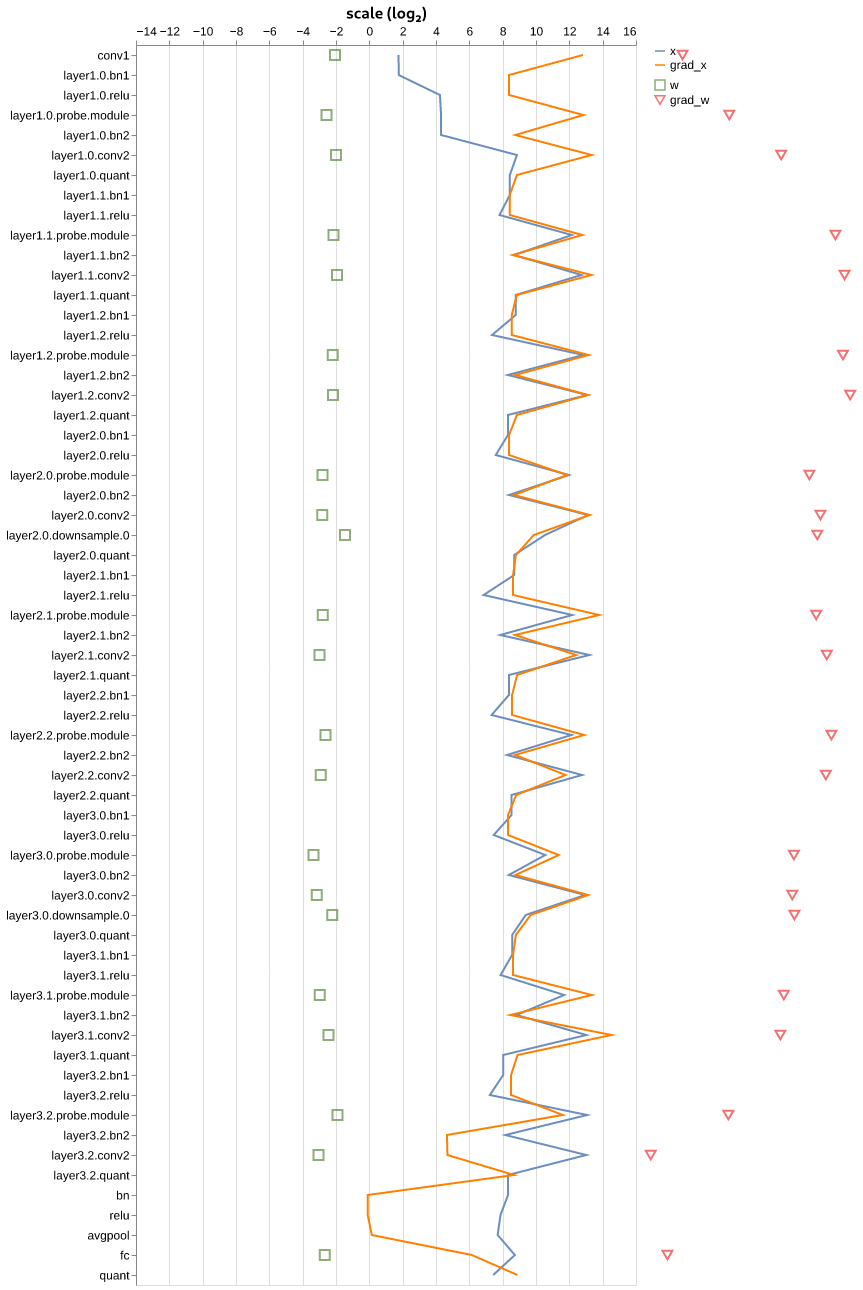 scale (log₂)
−14 −12 −10 −8 −6 −4 −2 0 2 4 6 8 10 12 14 16
x
grad_x
w
grad_w
conv1
layer1.0.bn1
layer1.0.relu
layer1.0.probe.module
layer1.0.bn2
layer1.0.conv2
layer1.0.quant
layer1.1.bn1
layer1.1.relu
layer1.1.probe.module
layer1.1.bn2
layer1.1.conv2
layer1.1.quant
layer1.2.bn1
layer1.2.relu
layer1.2.probe.module
layer1.2.bn2
layer1.2.conv2
layer1.2.quant
layer2.0.bn1
layer2.0.relu
layer2.0.probe.module
layer2.0.bn2
layer2.0.conv2
layer2.0.downsample.0
layer2.0.quant
layer2.1.bn1
layer2.1.relu
layer2.1.probe.module
layer2.1.bn2
layer2.1.conv2
layer2.1.quant
layer2.2.bn1
layer2.2.relu
layer2.2.probe.module
layer2.2.bn2
layer2.2.conv2
layer2.2.quant
layer3.0.bn1
layer3.0.relu
layer3.0.probe.module
layer3.0.bn2
layer3.0.conv2
layer3.0.downsample.0
layer3.0.quant
layer3.1.bn1
layer3.1.relu
layer3.1.probe.module
layer3.1.bn2
layer3.1.conv2
layer3.1.quant
layer3.2.bn1
layer3.2.relu
layer3.2.probe.module
layer3.2.bn2
layer3.2.conv2
layer3.2.quant
bn
relu
avgpool
fc
quant